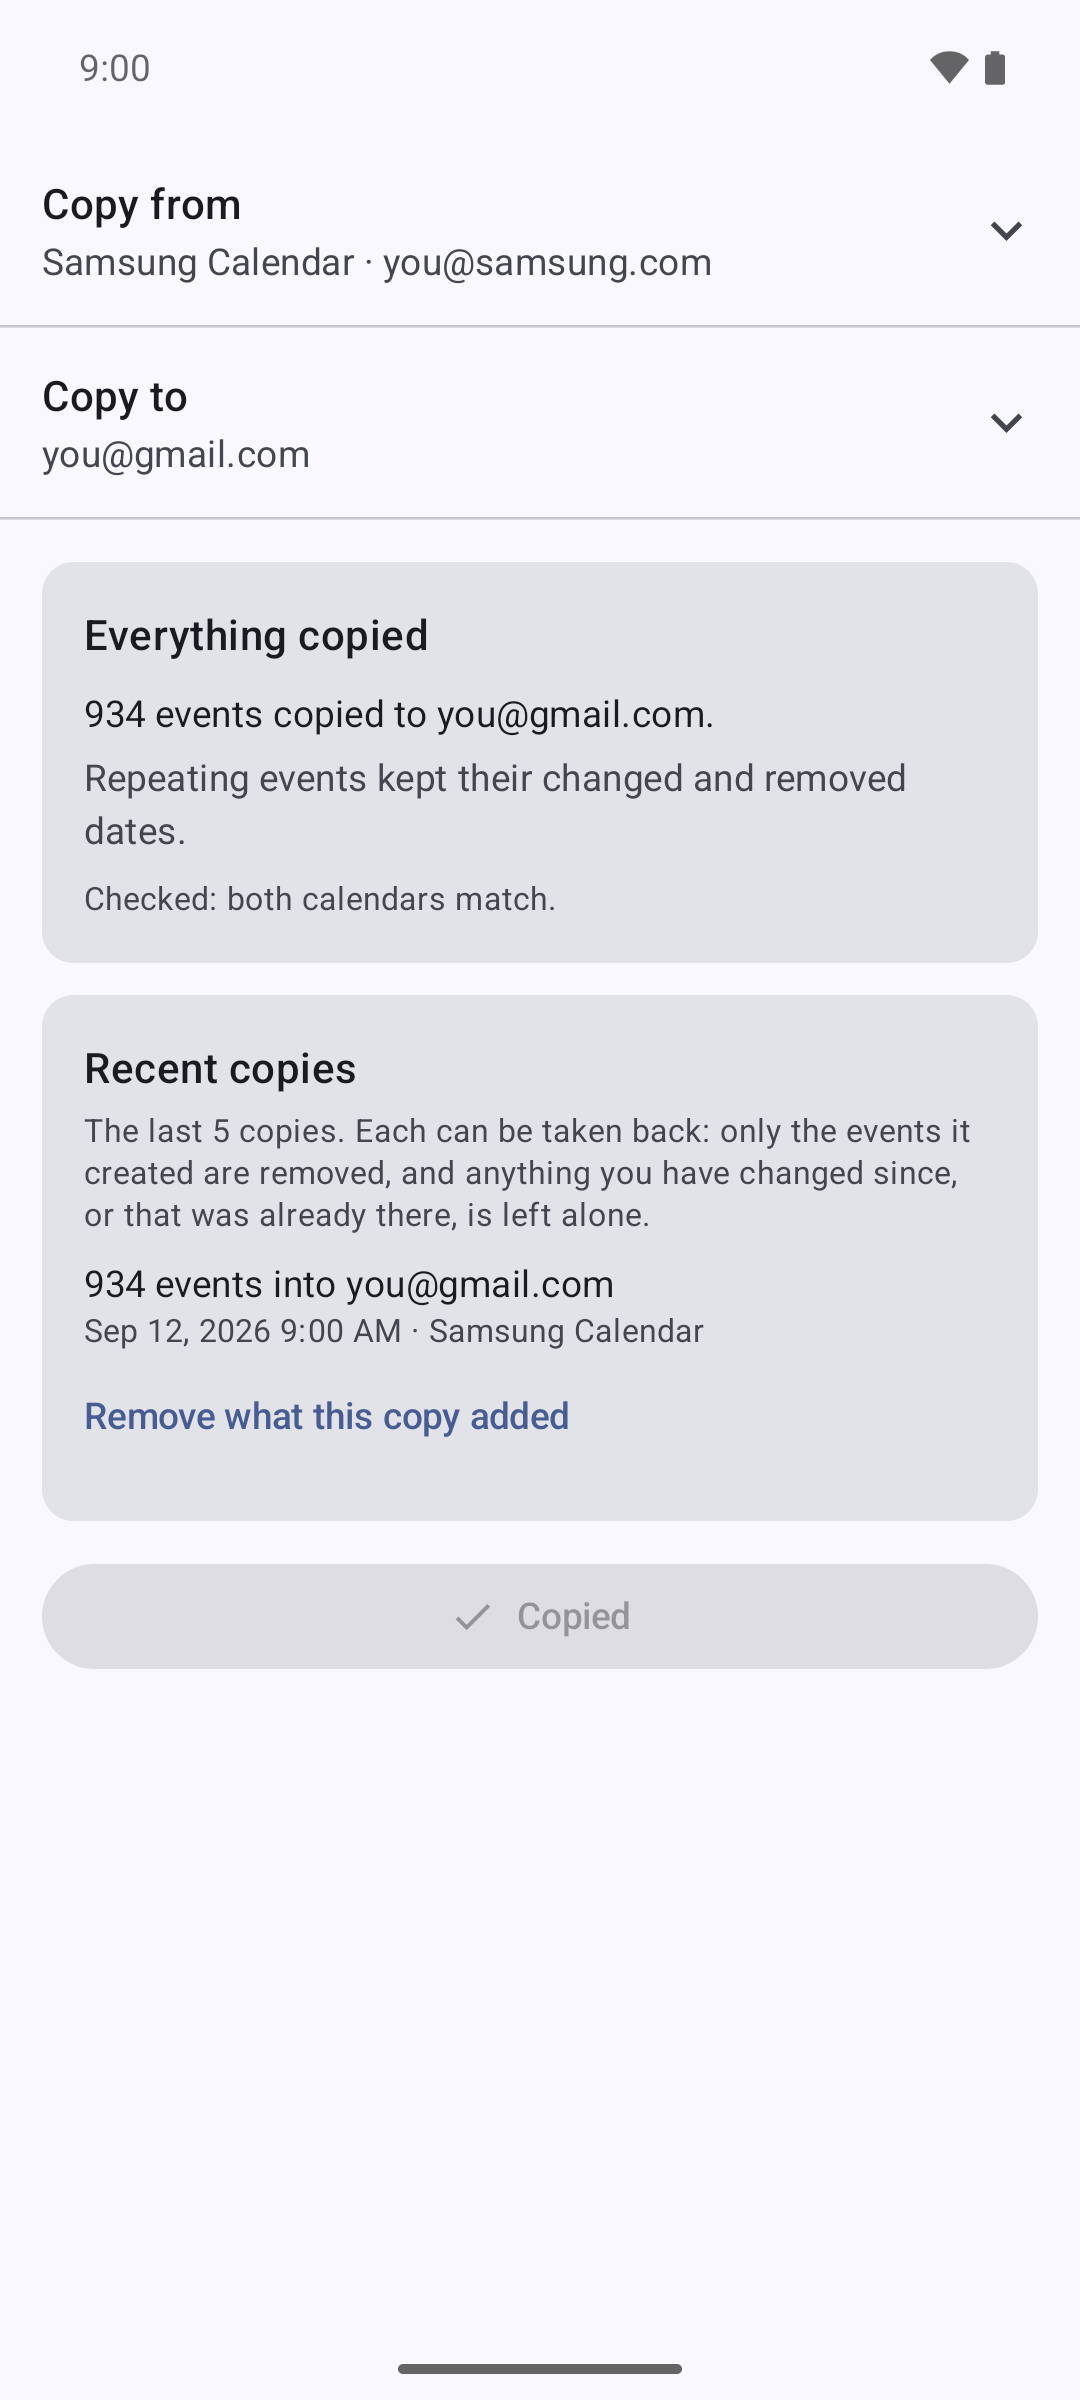 9:00
Copy from
Samsung Calendar · you@samsung.com
Copy to
you@gmail.com
Everything copied
934 events copied to you@gmail.com.
Repeating events kept their changed and removed
dates.
Checked: both calendars match.
Recent copies
The last 5 copies. Each can be taken back: only the events it
created are removed, and anything you have changed since,
or that was already there, is left alone.
934 events into you@gmail.com
Sep 12, 2026 9:00 AM · Samsung Calendar
Remove what this copy added
Copied